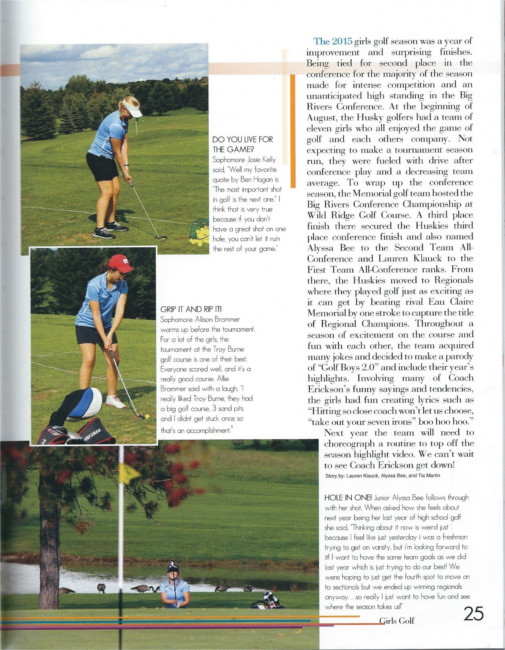 The 2015 girls golf season was a year of
improvement and surprising finishes.
Being tied for second place in the
conference for the majority of the season
made for intense competition and an
unanticipated high standing in the Big
Rivers Conference. At the beginning of
August, the Husky golfers had a team of
eleven girls who all enjoyed the game of
golf and each others company. Not
expecting to make a tournament season
run, they were fueled with drive after
conference play and a decreasing team
average. To wrap up the conference
season, the Memorial golf team hosted the
Big Rivers Conference Championship at
Wild Ridge Golf Course. A third place
finish there secured the Huskies third
place conference finish and also named
Alyssa Bee to the Second Team All-
Conference and Lauren Klauck to the
First Team All-Conference ranks. From
there, the Huskies moved to Regionals
where they played golf just as exciting as
it can get by beating rival Eau Claire
Memorial by one stroke to capture the title
of Regional Champions. Throughout a
season of excitement on the course and
fun with each other, the team acquired
many jokes and decided to make a parody
of "Golf Boys 2.0" and include their year's
highlights. Involving many of Coach
Erickson's funny sayings and tendencies,
the girls had fun creating lyrics such as
"Hitting so close coach won't let us choose,
"take out your seven irons" boo hoo hoo."
Next year the team will need to
choreograph a routine to top off the
season highlight video. We can't wait
to see Coach Erickson get down!
Story by: Lauren Klauck, Alyssa Bee, and Tia Martin
DO YOU LIVE FOR
THE GAME?
Sophomore Josie Kelly
said, "Well my favorite
quote by Ben Hogan is
"The most important shot
in golf is the next one." I
think that is very true
because if you don't
have a great shot on one
hole, you can't let it ruin
the rest of your game."
GRIP IT AND RIP IT!
Sophomore Allison Brammer
warms up before the tournament.
For a lot of the girls, the
tournament at the Troy Burne
golf course is one of their best.
Everyone scored well, and it's a
really good course. Allie
Brammer said with a laugh, "I
really liked Troy Burne, they had
a big golf course, 3 sand pits
and I didn't get stuck once so
that's an accomplishment."
HOLE IN ONE! Junior Alyssa Bee follows through
with her shot. When asked how she feels about
next year being her last year of high school golf
she said, "Thinking about it now is weird just
because I feel like just yesterday i was a freshman
trying to get on varsity, but i'm looking forward to
it! I want to have the same team goals as we did
last year which is just trying to do our best! We
were hoping to just get the fourth spot to move on
to sectionals but we ended up winning regionals
anyway. . .so really I just want to have fun and see
where the season takes us!"
Girls Golf 25